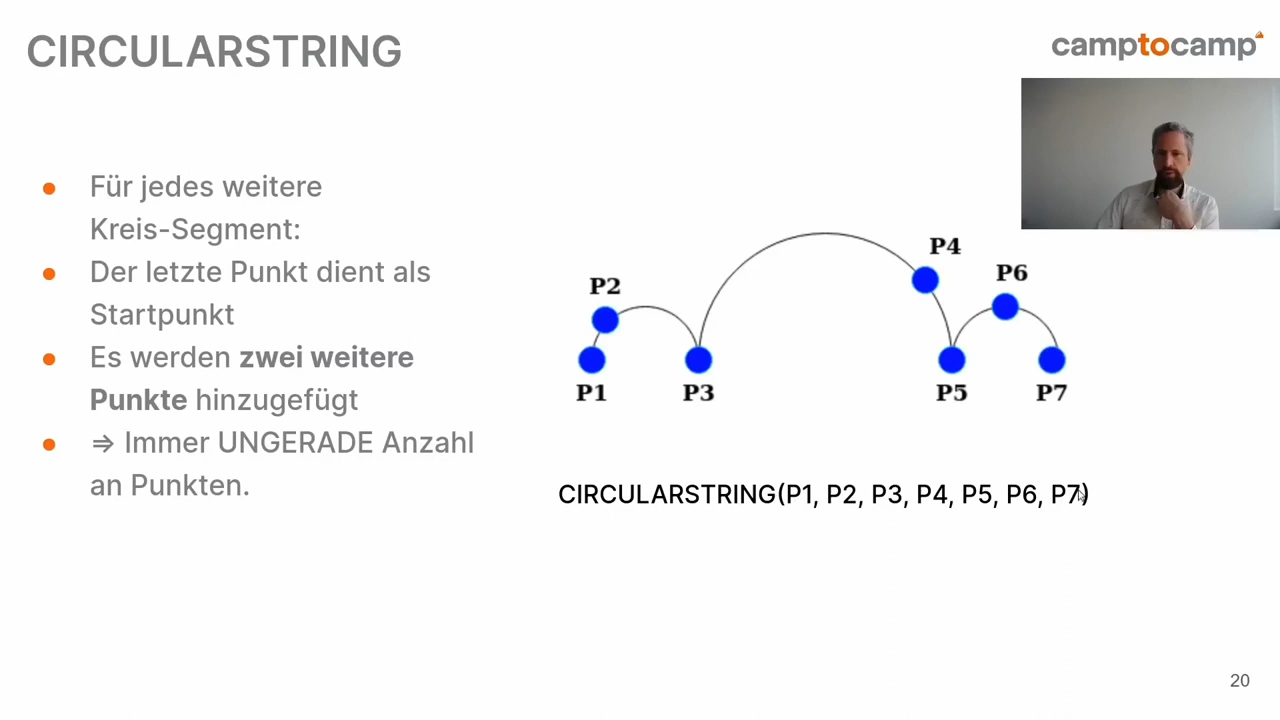 CIRCULARSTRING
camptocamp
Für jedes weitere
Kreis-Segment:
Der letzte Punkt dient als
Startpunkt
Es werden zwei weitere
Punkte hinzugefügt
⇒ Immer UNGERADE Anzahl
an Punkten.
P1
P2
P3
P4
P5
P6
P7
CIRCULARSTRING(P1, P2, P3, P4, P5, P6, P7)
20